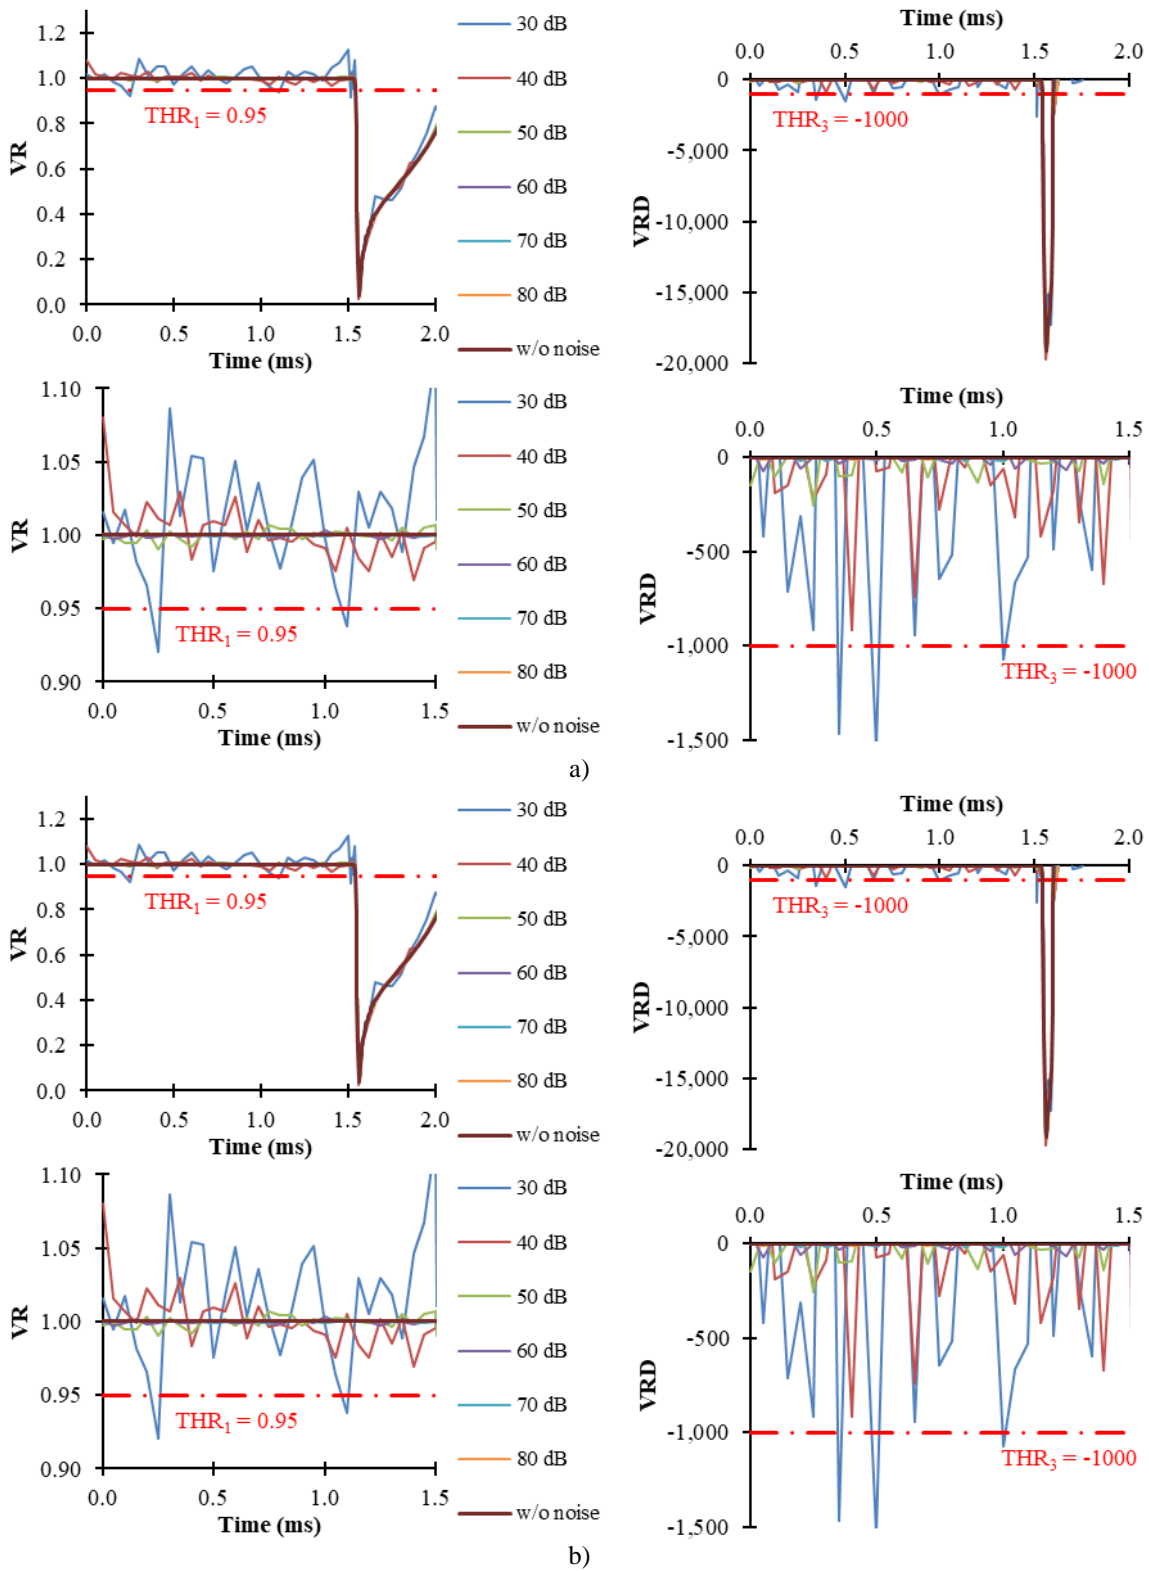 1.2
1.0
0.8
0.6
0.4
0.2
0.0
VR
THR1 = 0.95
0.0 0.5 1.0 1.5 2.0
Time (ms)
30 dB
40 dB
50 dB
60 dB
70 dB
80 dB
w/o noise
Time (ms)
0.0 0.5 1.0 1.5 2.0
0
-5,000
-10,000
-15,000
-20,000
VRD
THR3 = -1000
1.10
1.05
1.00
0.95
0.90
VR
THR1 = 0.95
0.0 0.5 1.0 1.5
Time (ms)
30 dB
40 dB
50 dB
60 dB
70 dB
80 dB
w/o noise
Time (ms)
0.0 0.5 1.0 1.5
0
-500
-1,000
-1,500
VRD
THR3 = -1000
a)
1.2
1.0
0.8
0.6
0.4
0.2
0.0
VR
THR1 = 0.95
0.0 0.5 1.0 1.5 2.0
Time (ms)
30 dB
40 dB
50 dB
60 dB
70 dB
80 dB
w/o noise
Time (ms)
0.0 0.5 1.0 1.5 2.0
0
-5,000
-10,000
-15,000
-20,000
VRD
THR3 = -1000
1.10
1.05
1.00
0.95
0.90
VR
THR1 = 0.95
0.0 0.5 1.0 1.5
Time (ms)
30 dB
40 dB
50 dB
60 dB
70 dB
80 dB
w/o noise
Time (ms)
0.0 0.5 1.0 1.5
0
-500
-1,000
-1,500
VRD
THR3 = -1000
b)